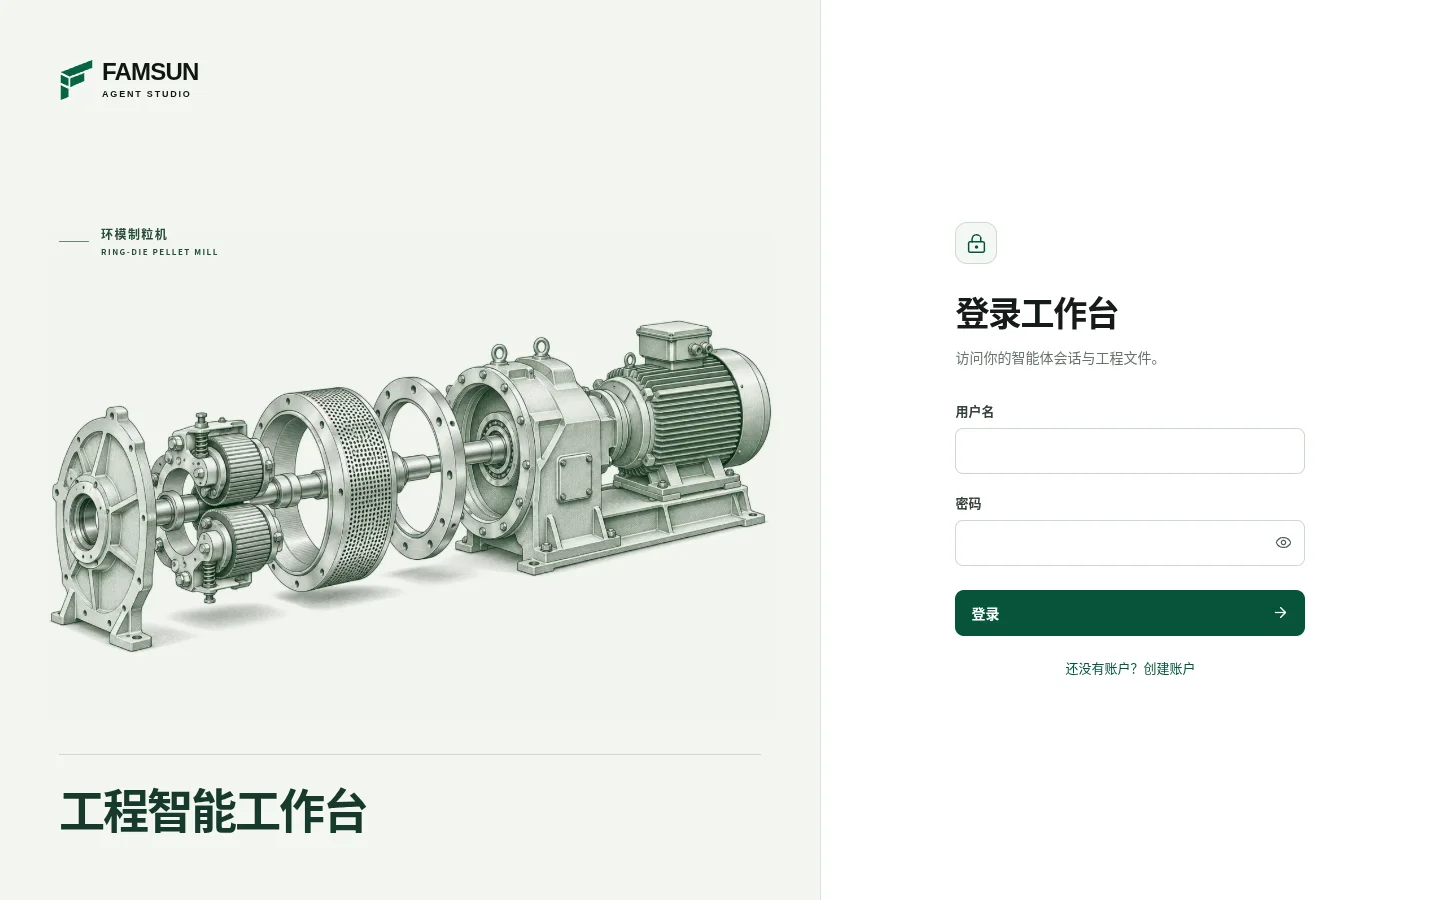 FAMSUN
AGENT STUDIO
环模制粒机
RING-DIE PELLET MILL
工程智能工作台
登录工作台
访问你的智能体会话与工程文件。
用户名
密码
登录
还没有账户？创建账户